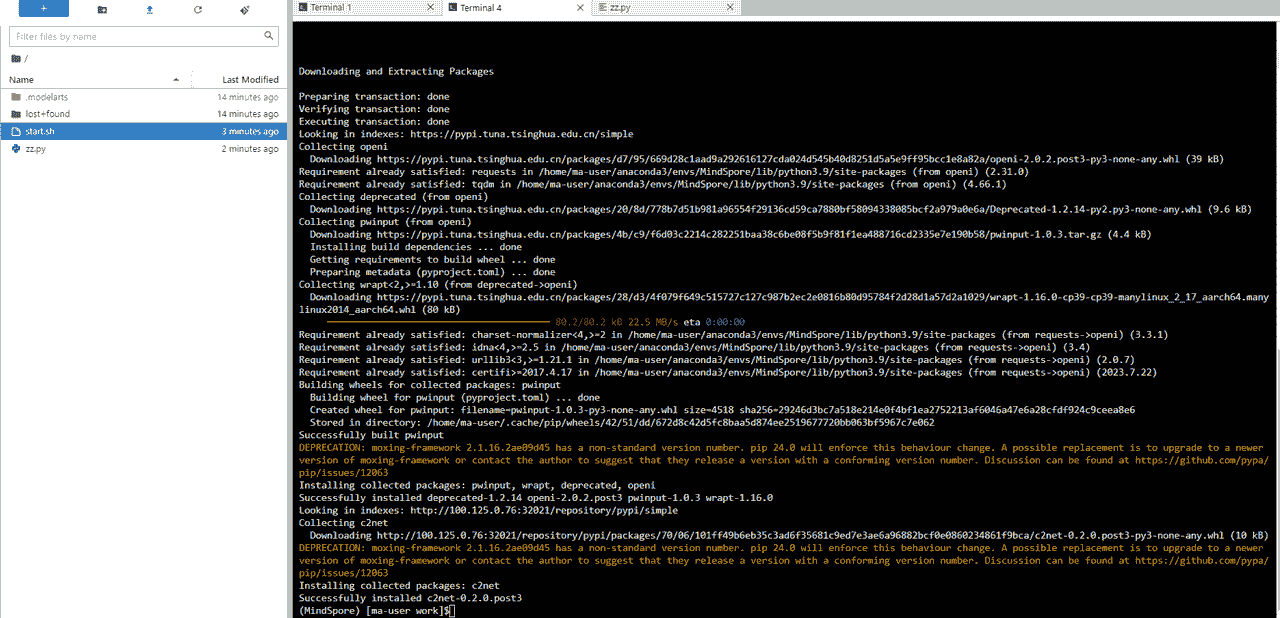 +
Filter files by name
/
Name
Last Modified
.modelarts
14 minutes ago
lost+found
14 minutes ago
start.sh
3 minutes ago
zz.py
2 minutes ago
Terminal 1
Terminal 4
zz.py
Downloading and Extracting Packages
Preparing transaction: done
Verifying transaction: done
Executing transaction: done
Looking in indexes: https://pypi.tuna.tsinghua.edu.cn/simple
Collecting openi
Downloading https://pypi.tuna.tsinghua.edu.cn/packages/d7/95/669d28c1aad9a292616127cda024d545b40d8251d5a5e9ff95bcc1e8a82a/openi-2.0.2.post3-py3-none-any.whl (39 kB)
Requirement already satisfied: requests in /home/ma-user/anaconda3/envs/MindSpore/lib/python3.9/site-packages (from openi) (2.31.0)
Requirement already satisfied: tqdm in /home/ma-user/anaconda3/envs/MindSpore/lib/python3.9/site-packages (from openi) (4.66.1)
Collecting deprecated (from openi)
Downloading https://pypi.tuna.tsinghua.edu.cn/packages/20/8d/778b7d51b981a96554f29136cd59ca7880bf58094338085bcf2a979a0e6a/Deprecated-1.2.14-py2.py3-none-any.whl (9.6 kB)
Collecting pwinput (from openi)
Downloading https://pypi.tuna.tsinghua.edu.cn/packages/4b/c9/f6d03c2214c282251baa38c6be08f5b9f81f1ea488716cd2335e7e190b58/pwinput-1.0.3.tar.gz (4.4 kB)
Installing build dependencies ... done
Getting requirements to build wheel ... done
Preparing metadata (pyproject.toml) ... done
Collecting wrapt<2,>=1.10 (from deprecated->openi)
Downloading https://pypi.tuna.tsinghua.edu.cn/packages/28/d3/4f079f649c515727c127c987b2ec2e0816b80d95784f2d28d1a57d2a1029/wrapt-1.16.0-cp39-cp39-manylinux_2_17_aarch64.many
linux2014_aarch64.whl (80 kB)
80.2/80.2 kB 22.5 MB/s eta 0:00:00
Requirement already satisfied: charset-normalizer<4,>=2 in /home/ma-user/anaconda3/envs/MindSpore/lib/python3.9/site-packages (from requests->openi) (3.3.1)
Requirement already satisfied: idna<4,>=2.5 in /home/ma-user/anaconda3/envs/MindSpore/lib/python3.9/site-packages (from requests->openi) (3.4)
Requirement already satisfied: urllib3<3,>=1.21.1 in /home/ma-user/anaconda3/envs/MindSpore/lib/python3.9/site-packages (from requests->openi) (2.0.7)
Requirement already satisfied: certifi>=2017.4.17 in /home/ma-user/anaconda3/envs/MindSpore/lib/python3.9/site-packages (from requests->openi) (2023.7.22)
Building wheels for collected packages: pwinput
Building wheel for pwinput (pyproject.toml) ... done
Created wheel for pwinput: filename=pwinput-1.0.3-py3-none-any.whl size=4518 sha256=29246d3bc7a518e214e0f4bf1ea2752213af6046a47e6a28cfdf924c9ceea8e6
Stored in directory: /home/ma-user/.cache/pip/wheels/42/51/dd/672d8c42d5fc8baa5d874ee2519677720bb063bf5967c7e062
Successfully built pwinput
DEPRECATION: moxing-framework 2.1.16.2ae09d45 has a non-standard version number. pip 24.0 will enforce this behaviour change. A possible replacement is to upgrade to a newer
version of moxing-framework or contact the author to suggest that they release a version with a conforming version number. Discussion can be found at https://github.com/pypa/
pip/issues/12063
Installing collected packages: pwinput, wrapt, deprecated, openi
Successfully installed deprecated-1.2.14 openi-2.0.2.post3 pwinput-1.0.3 wrapt-1.16.0
Looking in indexes: http://100.125.0.76:32021/repository/pypi/simple
Collecting c2net
Downloading http://100.125.0.76:32021/repository/pypi/packages/70/06/101ff49b6eb35c3ad6f35681c9ed7e3ae6a96882bcf0e0860234861f9bca/c2net-0.2.0.post3-py3-none-any.whl (10 kB)
DEPRECATION: moxing-framework 2.1.16.2ae09d45 has a non-standard version number. pip 24.0 will enforce this behaviour change. A possible replacement is to upgrade to a newer
version of moxing-framework or contact the author to suggest that they release a version with a conforming version number. Discussion can be found at https://github.com/pypa/
pip/issues/12063
Installing collected packages: c2net
Successfully installed c2net-0.2.0.post3
(MindSpore) [ma-user work]$